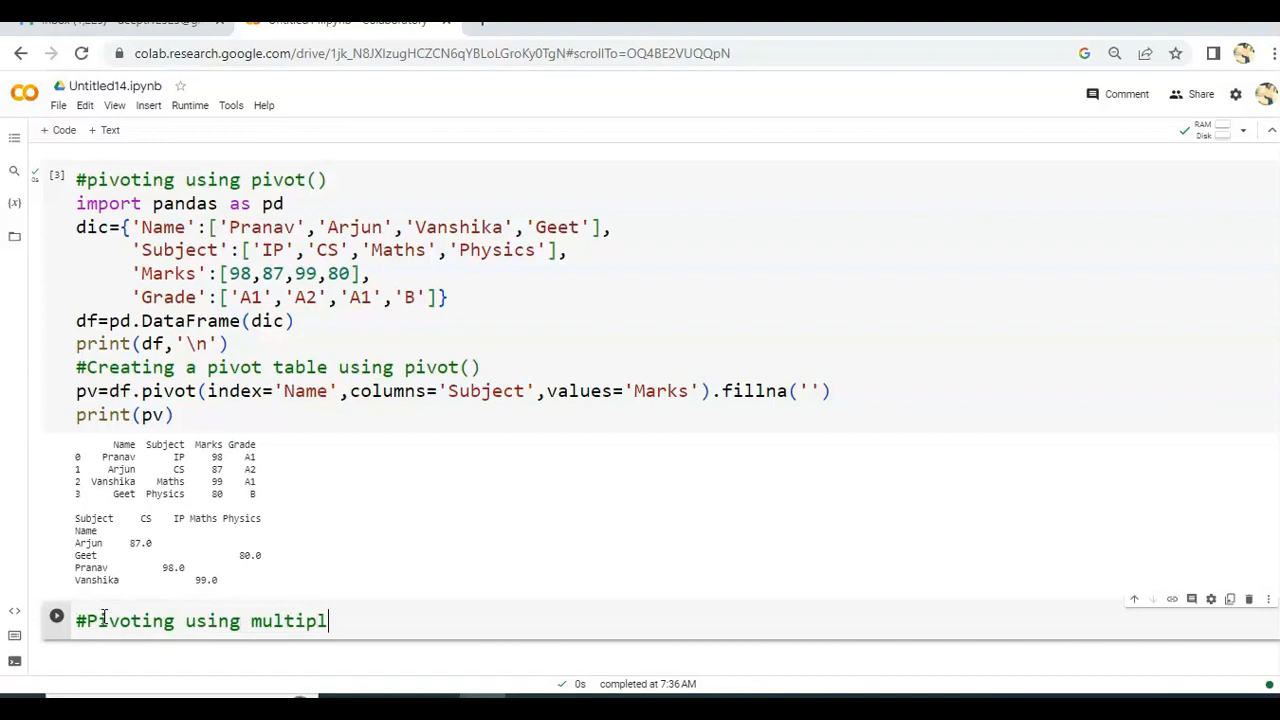 colab.research.google.com/drive/1jk_N8JXIzugHCZCN6qYBLoLGroKy0TgN#scrollTo=OQ4BE2VUQQpN
Untitled14.ipynb
File Edit View Insert Runtime Tools Help
Comment Share
+ Code + Text
RAM
Disk
[3]
0s
#pivoting using pivot()
import pandas as pd
dic={'Name':['Pranav','Arjun','Vanshika','Geet'],
'Subject':['IP','CS','Maths','Physics'],
'Marks':[98,87,99,80],
'Grade':['A1','A2','A1','B']}
df=pd.DataFrame(dic)
print(df,'\n')
#Creating a pivot table using pivot()
pv=df.pivot(index='Name',columns='Subject',values='Marks').fillna('')
print(pv)
Name Subject Marks Grade
0 Pranav IP 98 A1
1 Arjun CS 87 A2
2 Vanshika Maths 99 A1
3 Geet Physics 80 B
Subject CS IP Maths Physics
Name
Arjun 87.0
Geet 80.0
Pranav 98.0
Vanshika 99.0
#Pivoting using multipl
0s completed at 7:36 AM